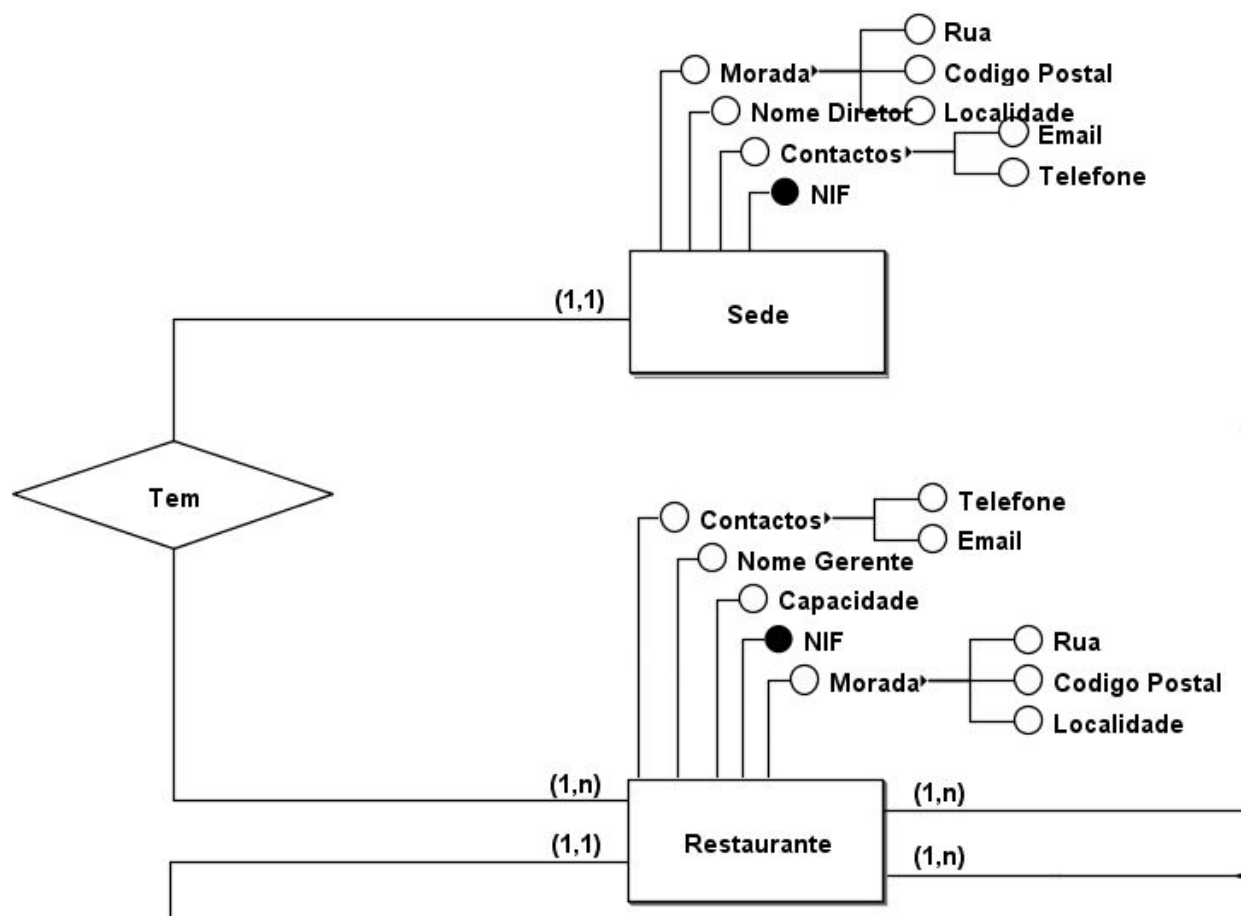 Rua
Morada
Codigo Postal
Nome Diretor
Localidade
Email
Contactos
Telefone
NIF
(1,1)
Sede
Tem
Telefone
Contactos
Email
Nome Gerente
Capacidade
NIF
Rua
Morada
Codigo Postal
Localidade
(1,n)
(1,n)
Restaurante
(1,1)
(1,n)